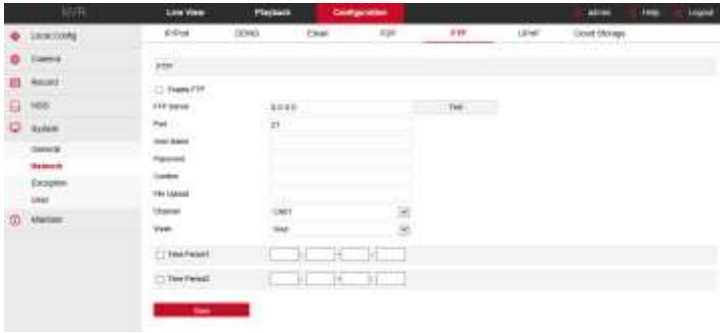 NVR Live View Playback Configuration admin Help Logout
Local Config IP/Port DDNS Email P2P FTP UPnP Cloud Storage
Camera
FTP
Record
Enable FTP
HDD
FTP Server 0.0.0.0 Test
System
Port 21
General
User Name
Network
Password
Exception
Confirm
User
File Upload
Maintain
Channel CH01
Week Wed
Time Period1 : - :
Time Period2 : - :
Save